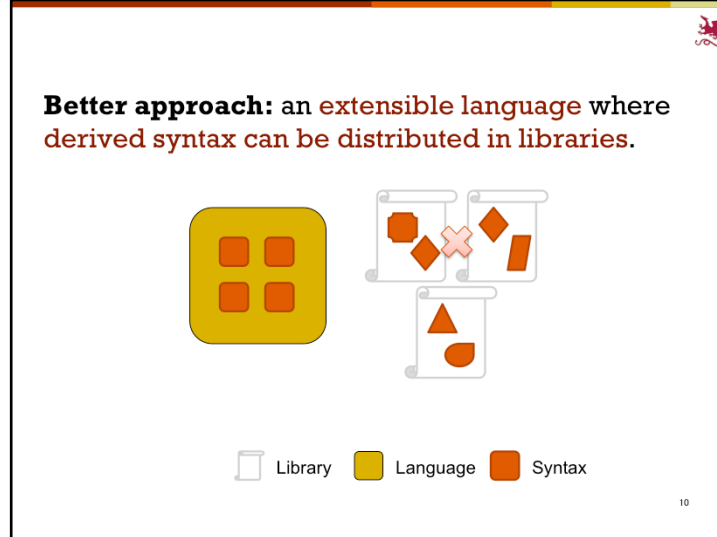 Better approach: an extensible language where
derived syntax can be distributed in libraries.
Library Language Syntax
10